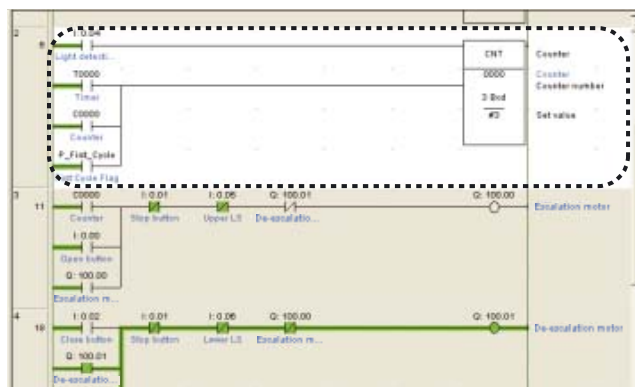 2
I: 0.04
CNT
Counter
Light detecti...
T0000
0000
Counter
Counter number
Timer
3 Bcd
C0000
#3
Set value
Counter
P_First_Cycle
First Cycle Flag
3
11
C0000
I: 0.01
I: 0.05
Q: 100.01
Q: 100.00
Escalation motor
Counter
Stop button
Upper LS
De-escalatio...
I: 0.00
Open button
Q: 100.00
Escalation m...
4
18
I: 0.02
I: 0.01
I: 0.06
Q: 100.00
Q: 100.01
De-escalation motor
Close button
Stop button
Lower LS
Escalation m...
Q: 100.01
De-escalatio...